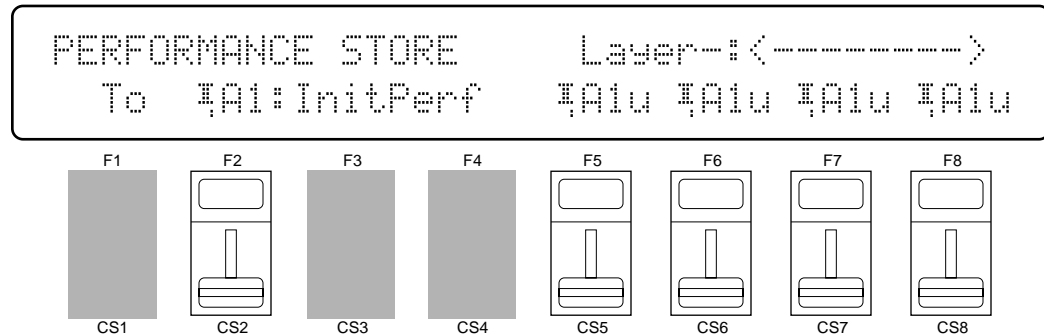 PERFORMANCE STORE Layer-:<-------->
To A1:InitPerf A1u A1u A1u A1u
F1 F2 F3 F4 F5 F6 F7 F8
CS1 CS2 CS3 CS4 CS5 CS6 CS7 CS8